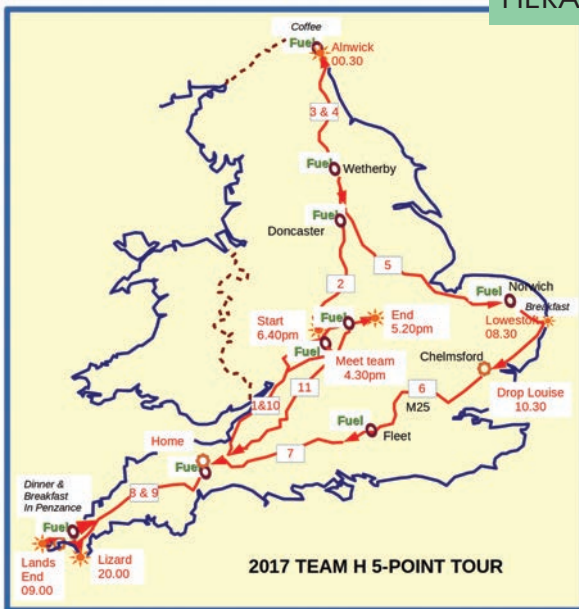 Coffee
Fuel
Alnwick
00.30
3 & 4
Fuel
Wetherby
Fuel
Doncaster
2
5
Fuel
Norwich
Breakfast
Lowestoft
08.30
Start
6.40pm
Fuel
End
5.20pm
Fuel
Meet team
4.30pm
Chelmsford
Drop Louise
10.30
11
1&10
6
M25
Home
Fuel
Fleet
7
Fuel
Dinner &
Breakfast
In Penzance
8 & 9
Fuel
Lands
End
09.00
Lizard
20.00
2017 TEAM H 5-POINT TOUR